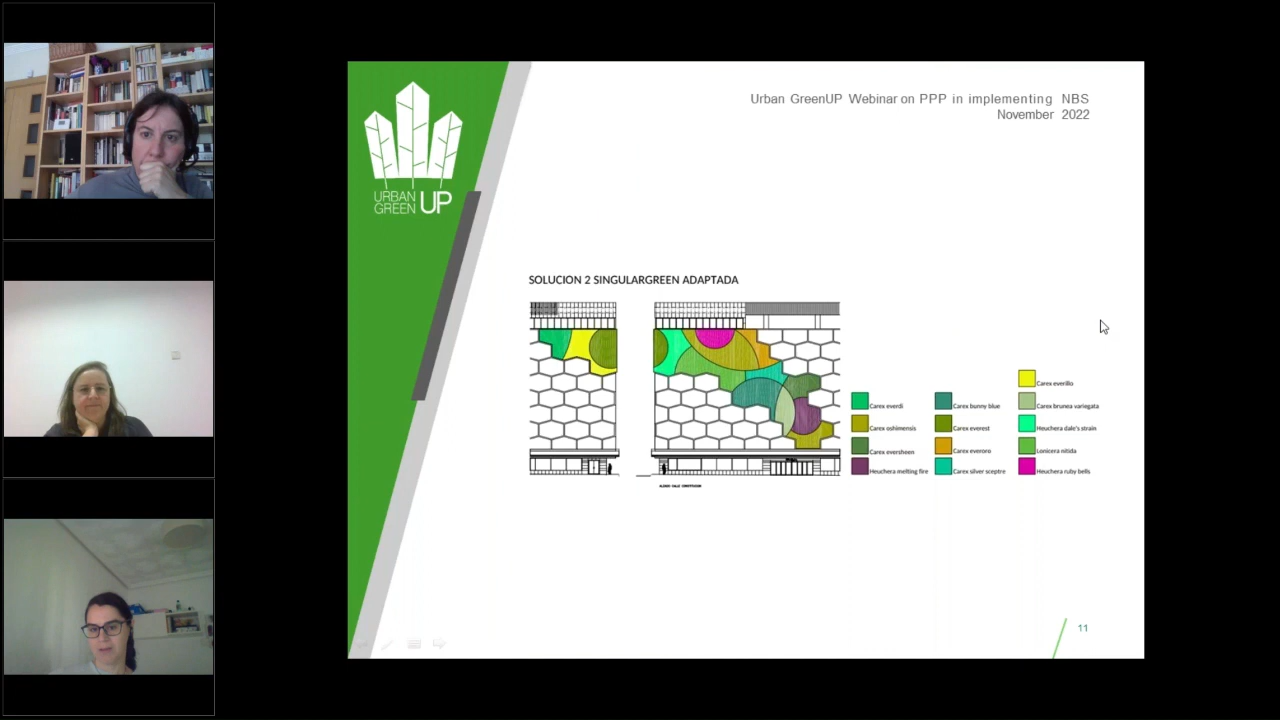 Urban GreenUP Webinar on PPP in implementing NBS
November 2022
URBAN
GREEN UP
SOLUCION 2 SINGULARGREEN ADAPTADA
Carex everillo
Carex everdi
Carex bunny blue
Carex brunea variegata
Carex oshimensis
Carex everest
Heuchera dale's strain
Carex eversheen
Carex everoro
Lonicera nitida
Heuchera melting fire
Carex silver sceptre
Heuchera ruby bells
11